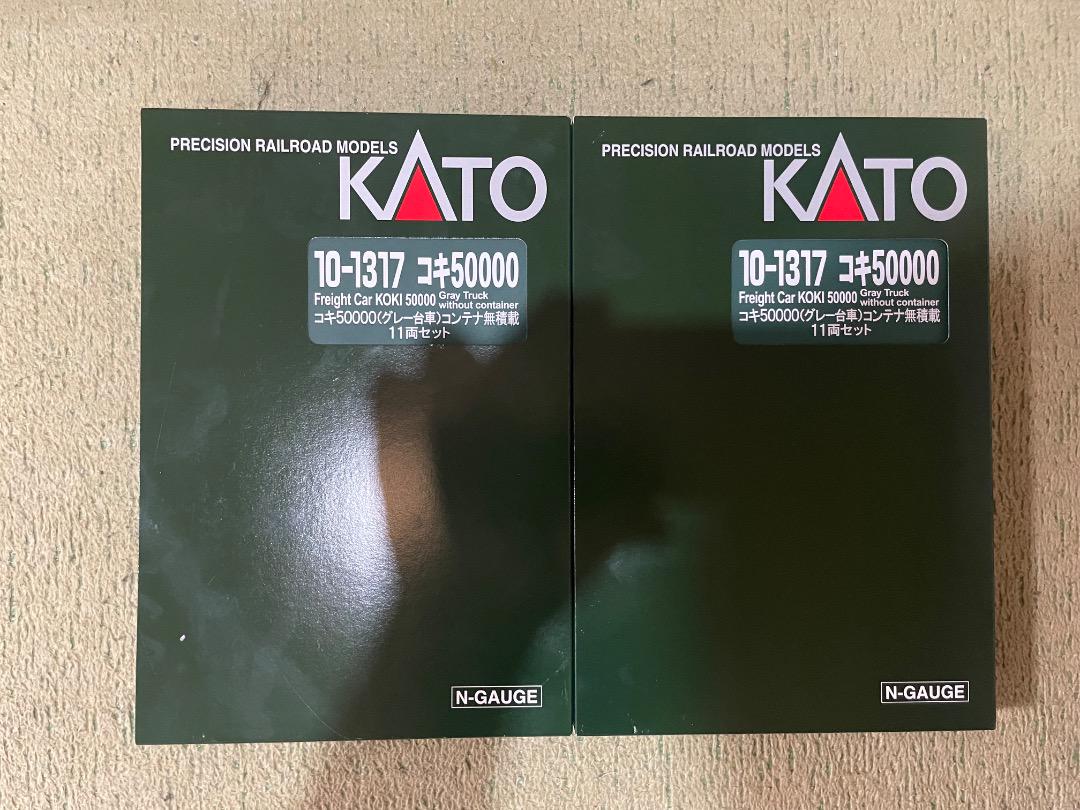 PRECISION RAILROAD MODELS
KATO
10-1317 コキ50000
Freight Car KOKI 50000 Gray Truck without container
コキ50000(グレー台車)コンテナ無積載
11両セット
N-GAUGE
PRECISION RAILROAD MODELS
KATO
10-1317 コキ50000
Freight Car KOKI 50000 Gray Truck without container
コキ50000(グレー台車)コンテナ無積載
11両セット
N-GAUGE